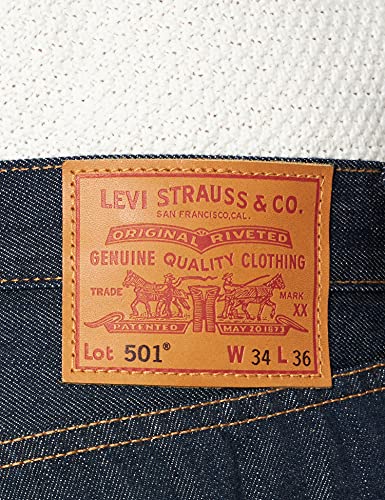 LEVI STRAUSS & CO.
SAN FRANCISCO, CAL.
ORIGINAL RIVETED
GENUINE QUALITY CLOTHING
TRADE MARK
XX
PATENTED MAY 20 1873
Lot 501® W 34 L 36